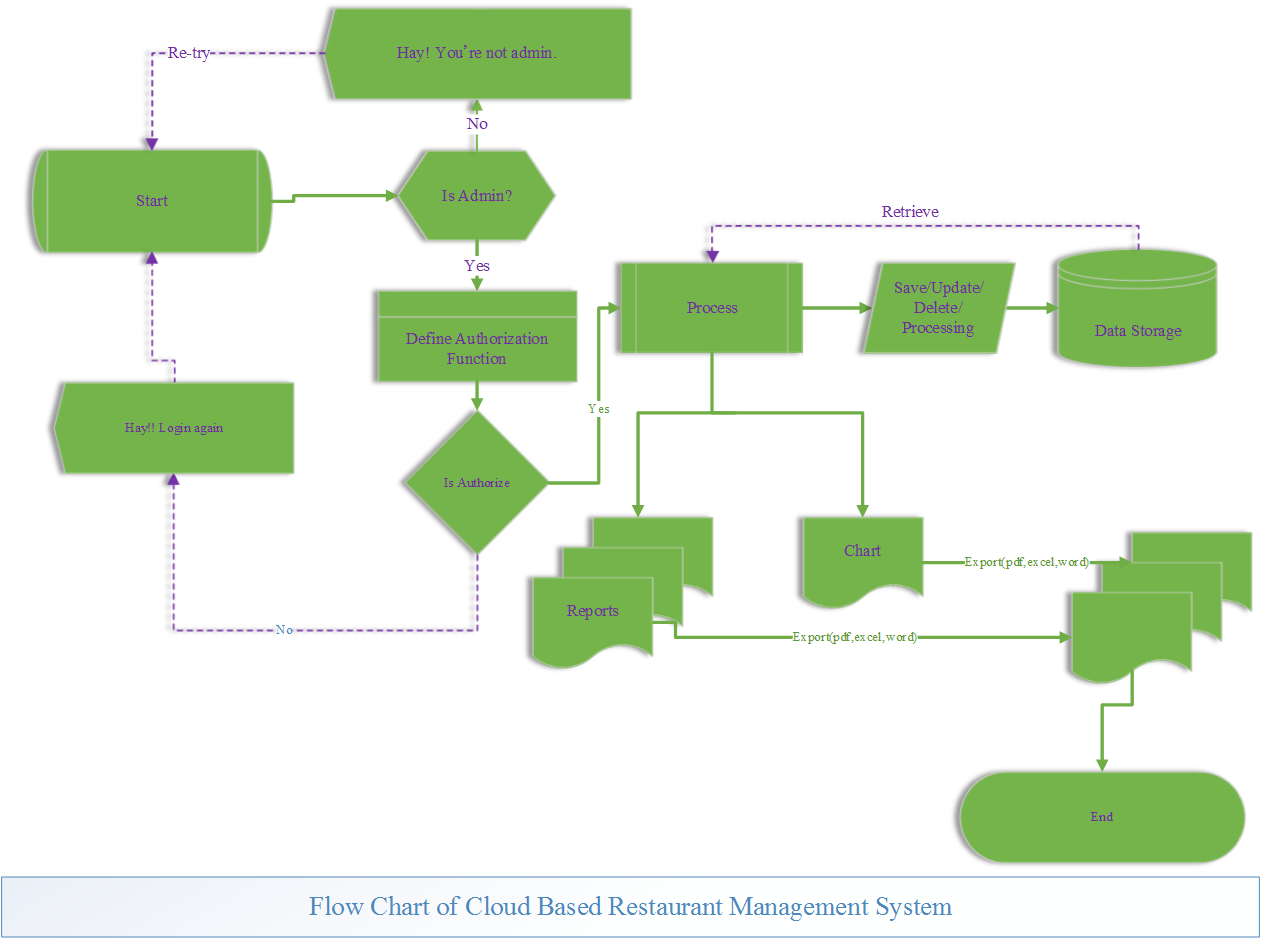 Hay! You’re not admin.
Re-try
No
Start
Is Admin?
Retrieve
Yes
Process
Save/Update/
Delete/
Processing
Data Storage
Define Authorization
Function
Yes
Hay!! Login again
Is Authorize
Chart
Export(pdf,excel,word)
Reports
No
Export(pdf,excel,word)
End
Flow Chart of Cloud Based Restaurant Management System